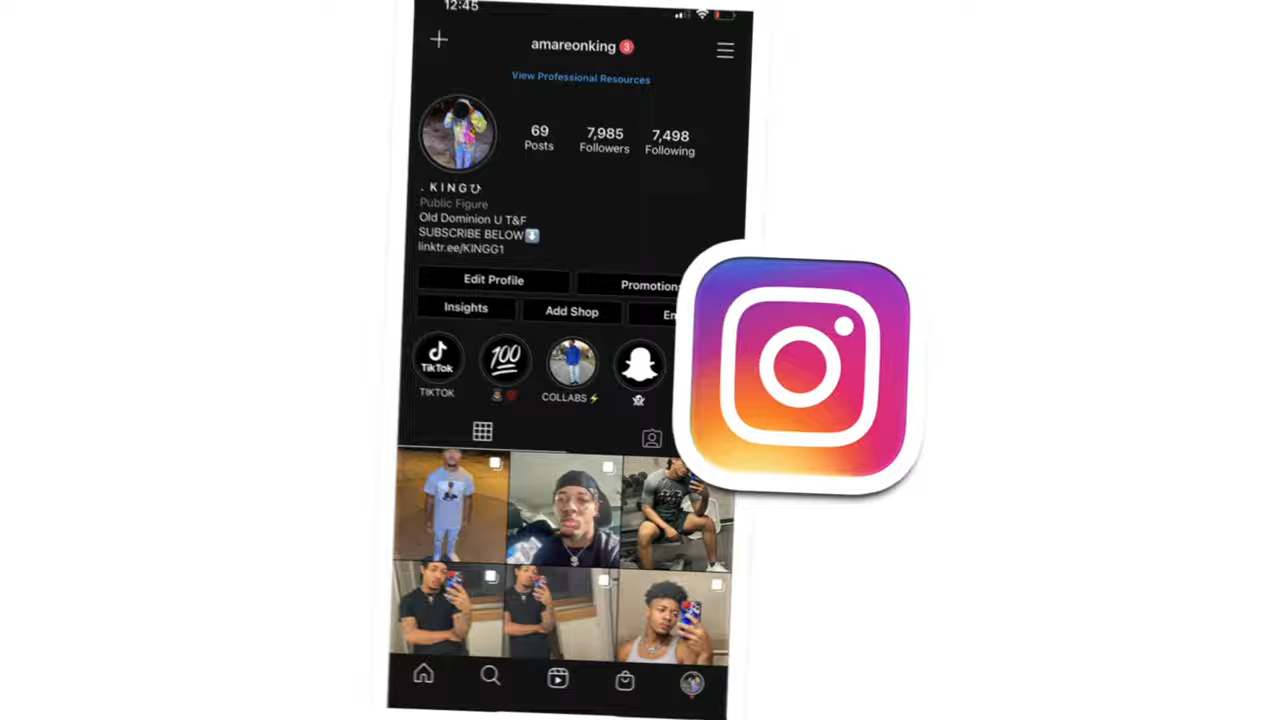 12:45
amareonking 3
View Professional Resources
69 7,985 7,498
Posts Followers Following
. K I N G ひ
Public Figure
Old Dominion U T&F
SUBSCRIBE BELOW⬇️
linktr.ee/KINGG1
Edit Profile Promotions
Insights Add Shop
TikTok 100
TIKTOK COLLABS⚡